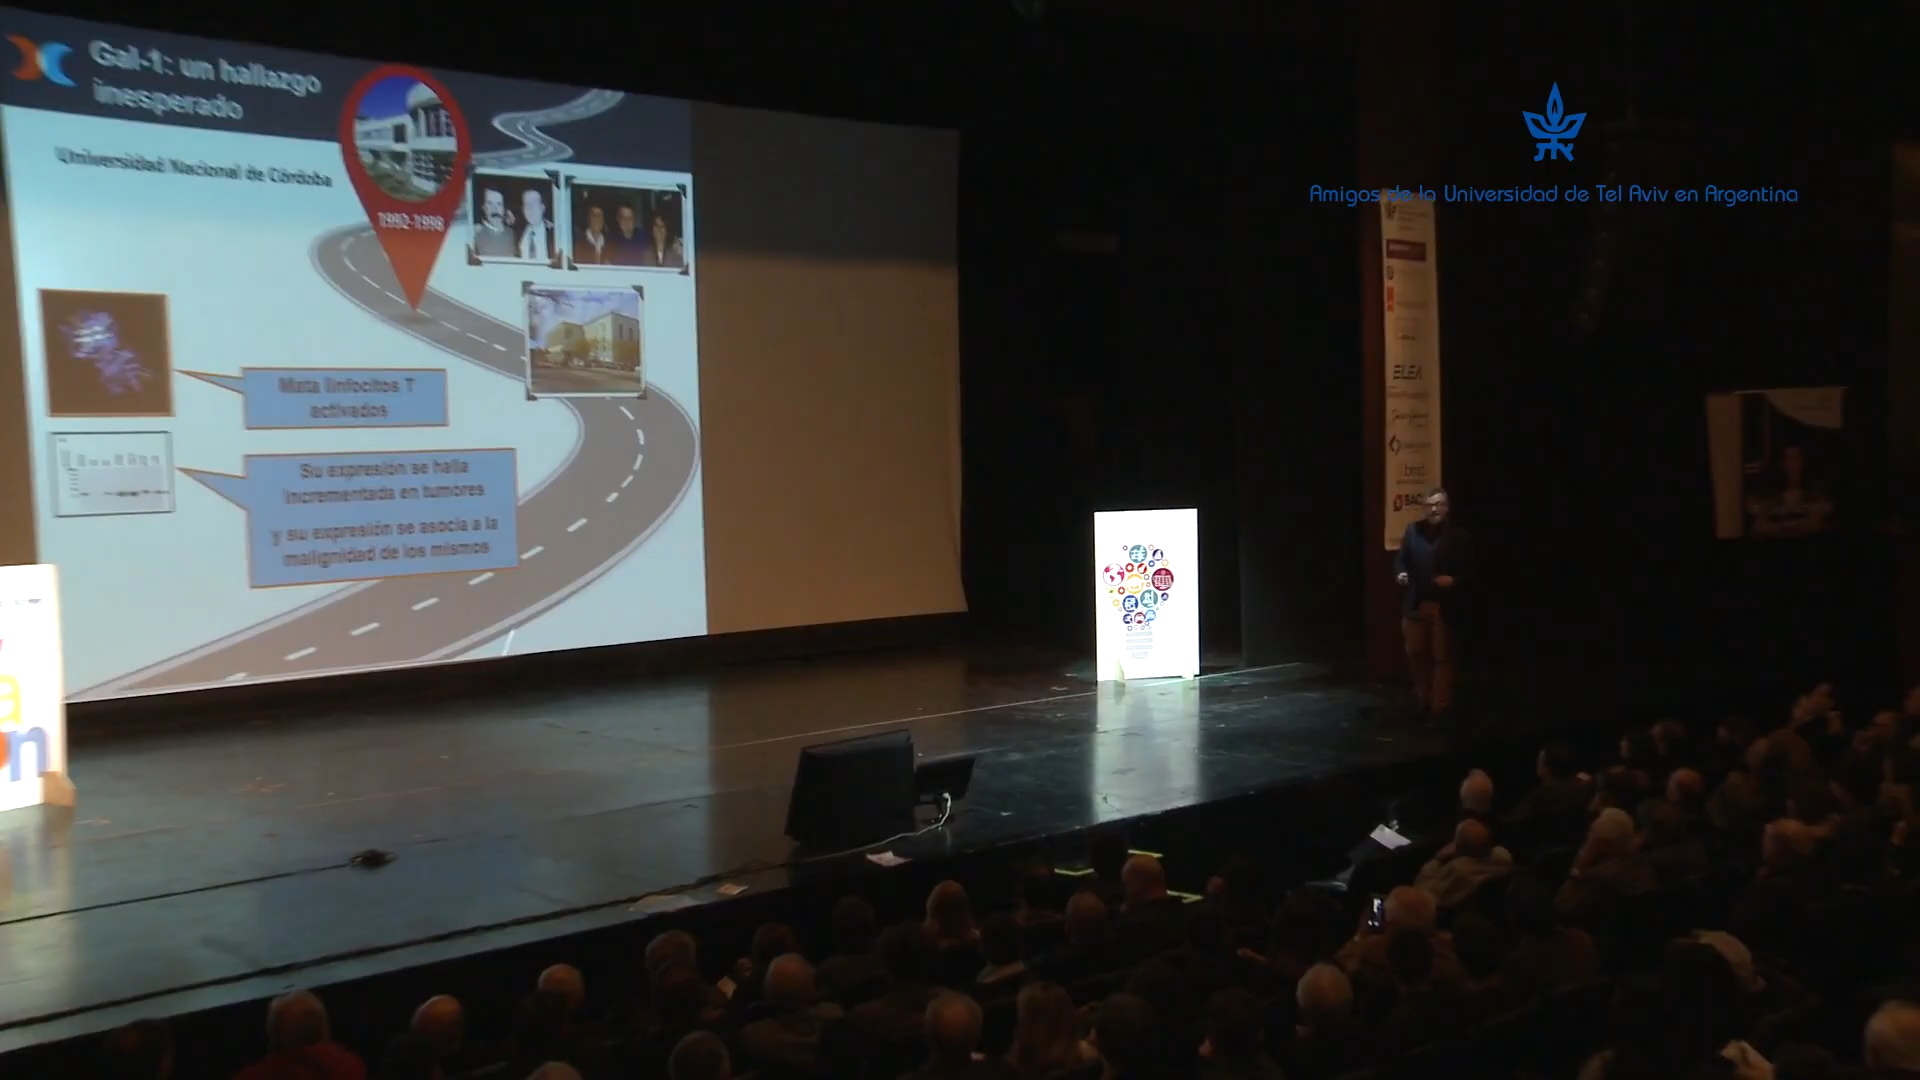 Gal-1: un hallazgo
inesperado
Universidad Nacional de Córdoba
1992-1998
Mata linfocitos T
activados
Su expresión se halla
incrementada en tumores
y su expresión se asocia a la
malignidad de los mismos
Amigos de la Universidad de Tel Aviv en Argentina